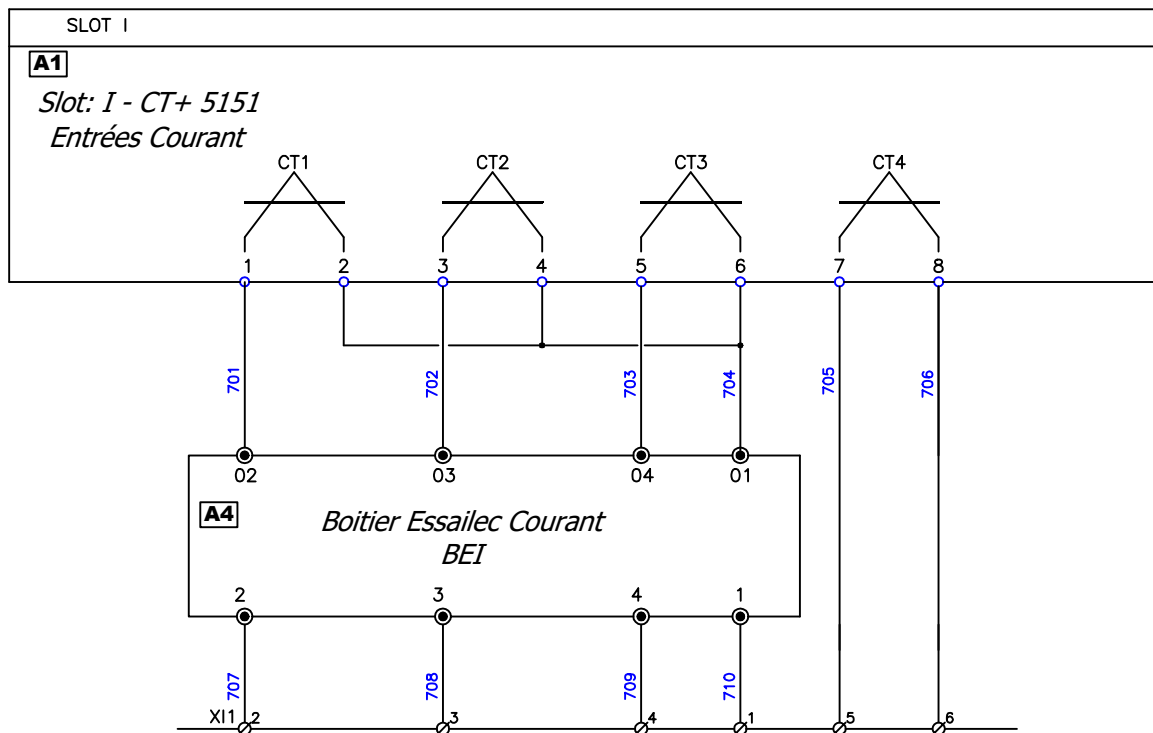 SLOT I
A1
Slot: I - CT+ 5151
Entrées Courant
CT1 CT2 CT3 CT4
1 2 3 4 5 6 7 8
701 702 703 704 705 706
02 03 04 01
A4
Boitier Essailec Courant
BEI
2 3 4 1
707 708 709 710
XI1 2 3 4 1 5 6